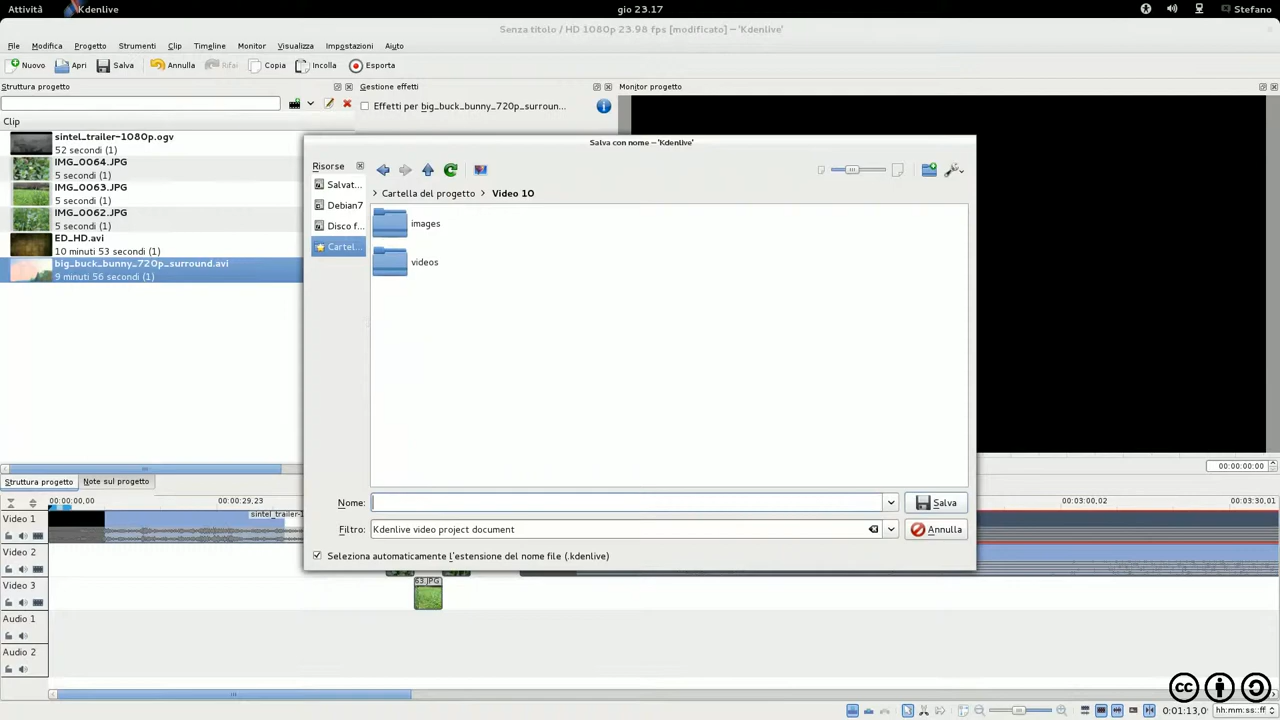 Attività Kdenlive gio 23.17 Stefano
Senza titolo / HD 1080p 23.98 fps [modificato] – 'Kdenlive'
File Modifica Progetto Strumenti Clip Timeline Monitor Visualizza Impostazioni Aiuto
Nuovo Apri Salva Annulla Rifai Copia Incolla Esporta
Struttura progetto Gestione effetti Monitor progetto
Effetti per big_buck_bunny_720p_surroun...
Clip
sintel_trailer-1080p.ogv
52 secondi (1)
IMG_0064.JPG
5 secondi (1)
IMG_0063.JPG
5 secondi (1)
IMG_0062.JPG
5 secondi (1)
ED_HD.avi
10 minuti 53 secondi (1)
big_buck_bunny_720p_surround.avi
9 minuti 56 secondi (1)
Salva con nome – 'Kdenlive'
Risorse
Salvat...
Debian7
Disco f...
Cartel...
Cartella del progetto Video 10
images
videos
Nome: Salva
Filtro: Kdenlive video project document Annulla
Seleziona automaticamente l'estensione del nome file (.kdenlive)
00:00:00:00
Struttura progetto Note sul progetto
00:00:00,00 00:00:29,23 00:03:00,02 00:03:30,01
Video 1 sintel_trailer-1
Video 2
Video 3 63.JPG
Audio 1
Audio 2
0:01:13,0 hh:mm:ss::ff
cc